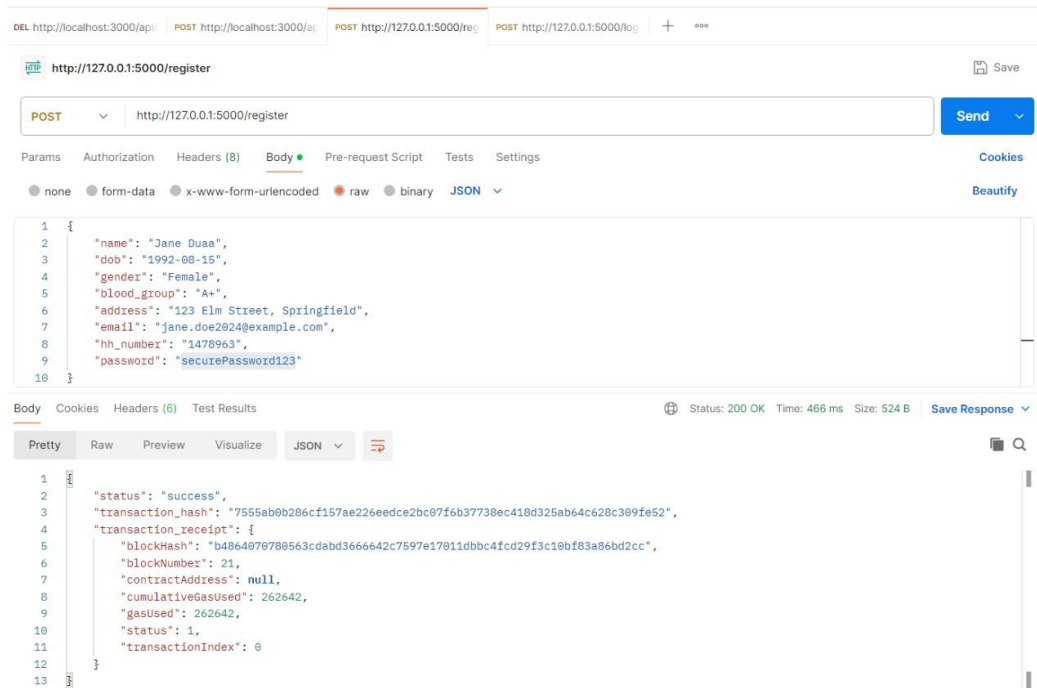 DEL http://localhost:3000/api/ POST http://localhost:3000/ap POST http://127.0.0.1:5000/reg POST http://127.0.0.1:5000/log
HTTP http://127.0.0.1:5000/register Save
POST http://127.0.0.1:5000/register Send
Params Authorization Headers (8) Body Pre-request Script Tests Settings Cookies
none form-data x-www-form-urlencoded raw binary JSON Beautify
1 {
2 "name": "Jane Duaa",
3 "dob": "1992-08-15",
4 "gender": "Female",
5 "blood_group": "A+",
6 "address": "123 Elm Street, Springfield",
7 "email": "jane.doe2024@example.com",
8 "hh_number": "1478963",
9 "password": "securePassword123"
10 }
Body Cookies Headers (6) Test Results Status: 200 OK Time: 466 ms Size: 524 B Save Response
Pretty Raw Preview Visualize JSON
1 {
2 "status": "success",
3 "transaction_hash": "7555ab0b286cf157ae226eedce2bc07f6b37738ec418d325ab64c628c309fe52",
4 "transaction_receipt": {
5 "blockHash": "b4864070780563cdabd3666642c7597e17011dbbc4fcd29f3c10bf83a86bd2cc",
6 "blockNumber": 21,
7 "contractAddress": null,
8 "cumulativeGasUsed": 262642,
9 "gasUsed": 262642,
10 "status": 1,
11 "transactionIndex": 0
12 }
13 }